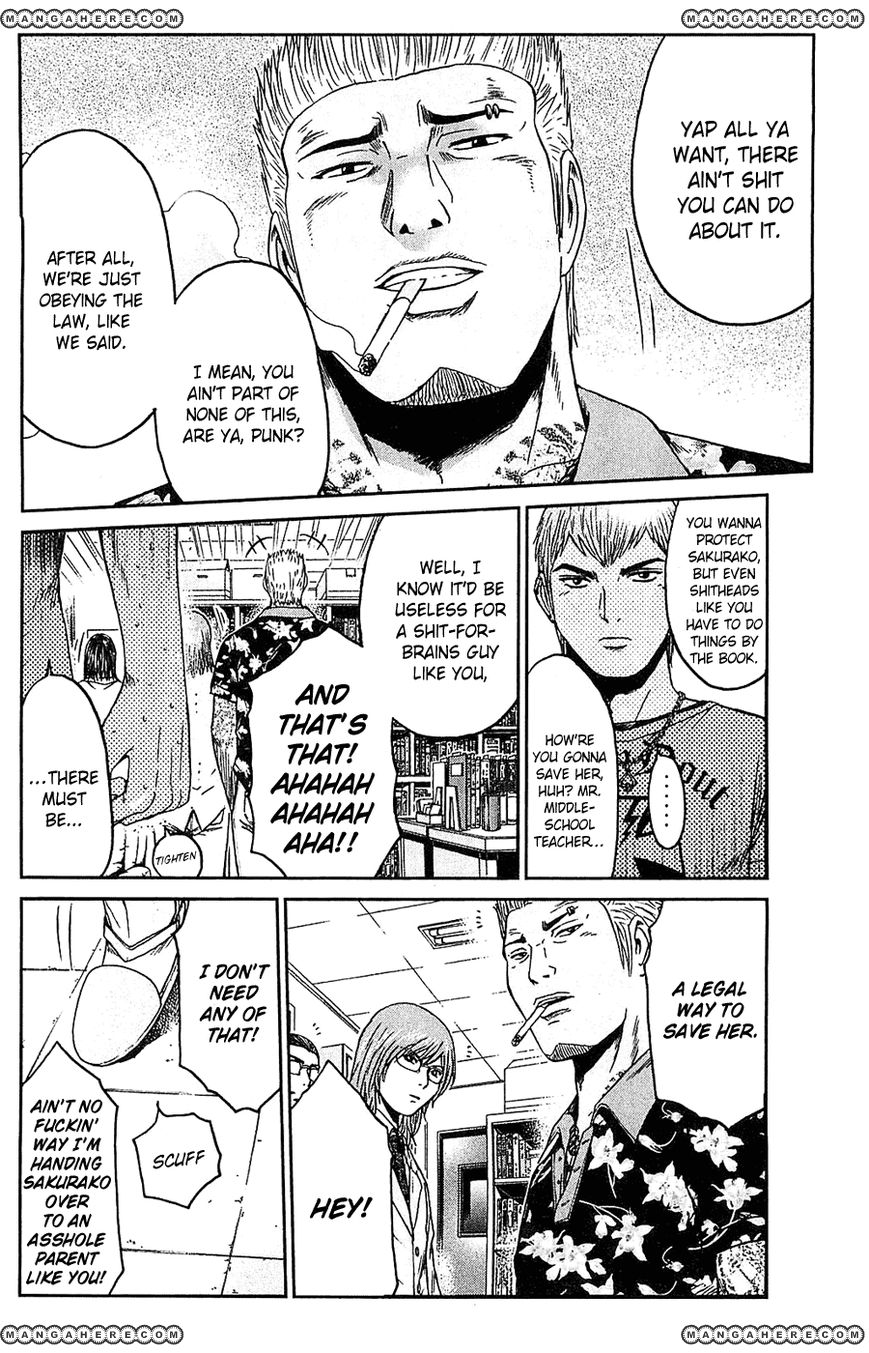 MANGAHERE.COM
MANGAHERE.COM
YAP ALL YA
WANT, THERE
AIN'T SHIT
YOU CAN DO
ABOUT IT.
I MEAN, YOU
AIN'T PART OF
NONE OF THIS,
ARE YA, PUNK?
AFTER ALL,
WE'RE JUST
OBEYING THE
LAW, LIKE
WE SAID.
YOU WANNA
PROTECT
SAKURAKO,
BUT EVEN
SHITHEADS
LIKE YOU
HAVE TO DO
THINGS BY
THE BOOK.
HOW'RE
YOU GONNA
SAVE HER,
HUH? MR.
MIDDLE-
SCHOOL
TEACHER...
......
WELL, I
KNOW IT'D BE
USELESS FOR
A SHIT-FOR-
BRAINS GUY
LIKE YOU,
AND
THAT'S
THAT!
AHAHAH
AHAHAH
AHA!!
TIGHTEN
...THERE
MUST
BE...
A LEGAL
WAY TO
SAVE HER.
HEY!
I DON'T
NEED
ANY OF
THAT!
SCUFF
AIN'T NO
FUCKIN'
WAY I'M
HANDING
SAKURAKO
OVER
TO AN
ASSHOLE
PARENT
LIKE YOU!
MANGAHERE.COM
MANGAHERE.COM